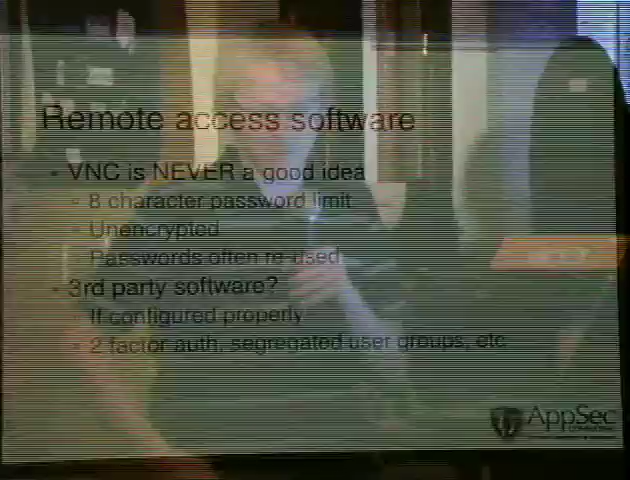 Remote access software
VNC is NEVER a good idea
8 character password limit
Unencrypted
Passwords often re-used
3rd party software?
If configured properly
2 factor auth, segregated user groups, etc
AppSec